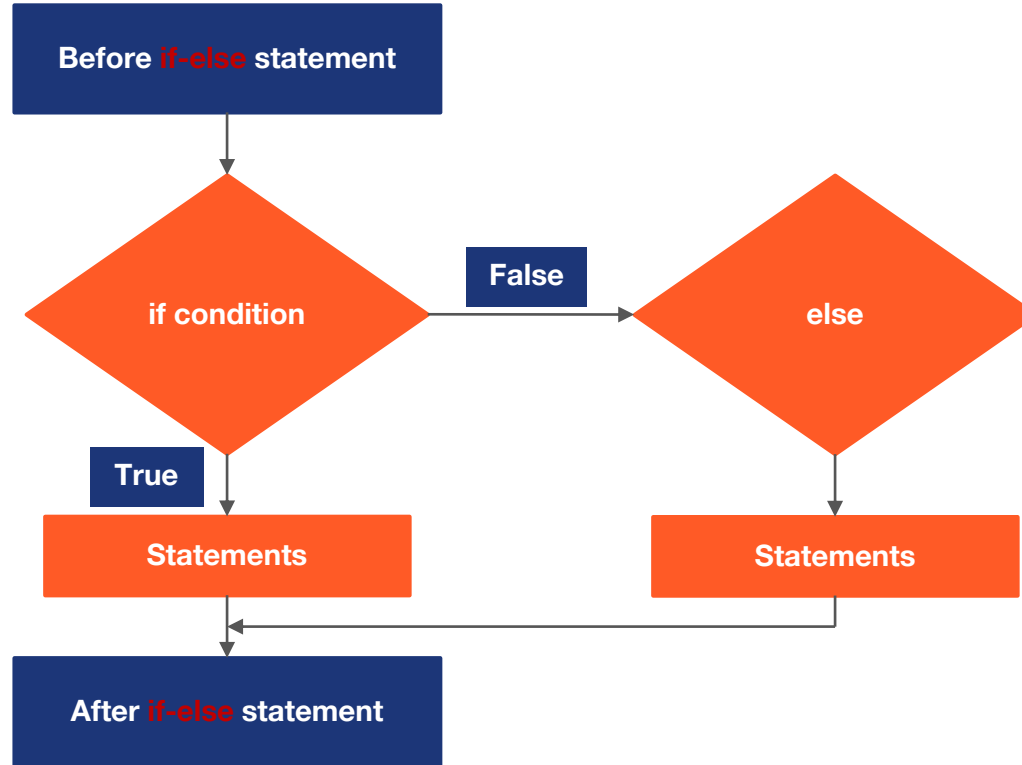 Before if-else statement
False
if condition
else
True
Statements
Statements
After if-else statement